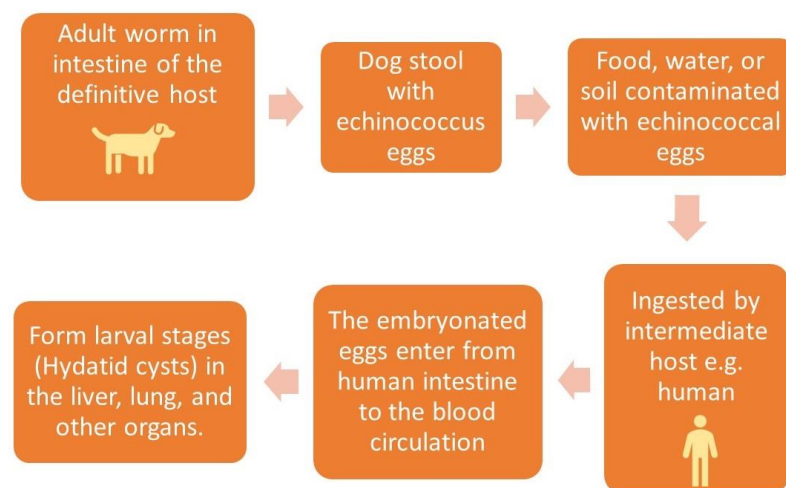 Adult worm in
intestine of the
definitive host
Dog stool
with
echinococcus
eggs
Food, water, or
soil contaminated
with echinococcal
eggs
Ingested by
intermediate
host e.g.
human
The embryonated
eggs enter from
human intestine
to the blood
circulation
Form larval stages
(Hydatid cysts) in
the liver, lung, and
other organs.